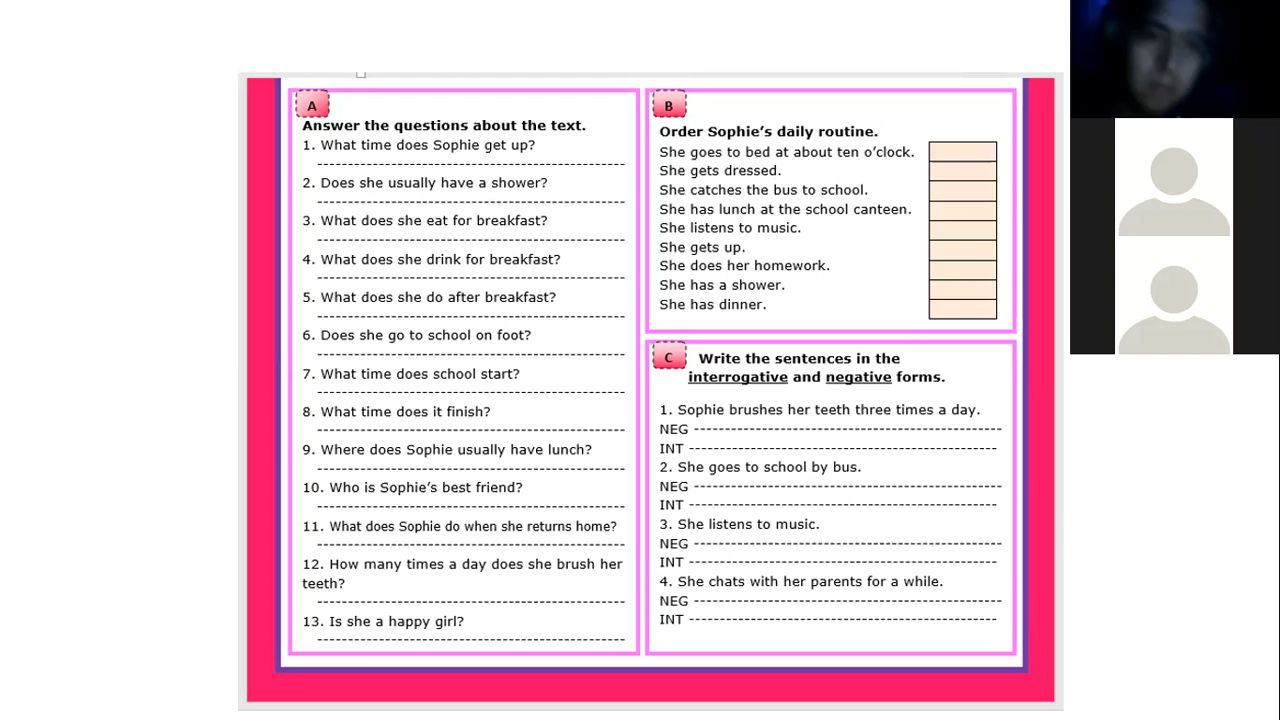 A
Answer the questions about the text.
1. What time does Sophie get up?
2. Does she usually have a shower?
3. What does she eat for breakfast?
4. What does she drink for breakfast?
5. What does she do after breakfast?
6. Does she go to school on foot?
7. What time does school start?
8. What time does it finish?
9. Where does Sophie usually have lunch?
10. Who is Sophie's best friend?
11. What does Sophie do when she returns home?
12. How many times a day does she brush her
teeth?
13. Is she a happy girl?
B
Order Sophie's daily routine.
She goes to bed at about ten o'clock.
She gets dressed.
She catches the bus to school.
She has lunch at the school canteen.
She listens to music.
She gets up.
She does her homework.
She has a shower.
She has dinner.
C
Write the sentences in the
interrogative and negative forms.
1. Sophie brushes her teeth three times a day.
NEG
INT
2. She goes to school by bus.
NEG
INT
3. She listens to music.
NEG
INT
4. She chats with her parents for a while.
NEG
INT